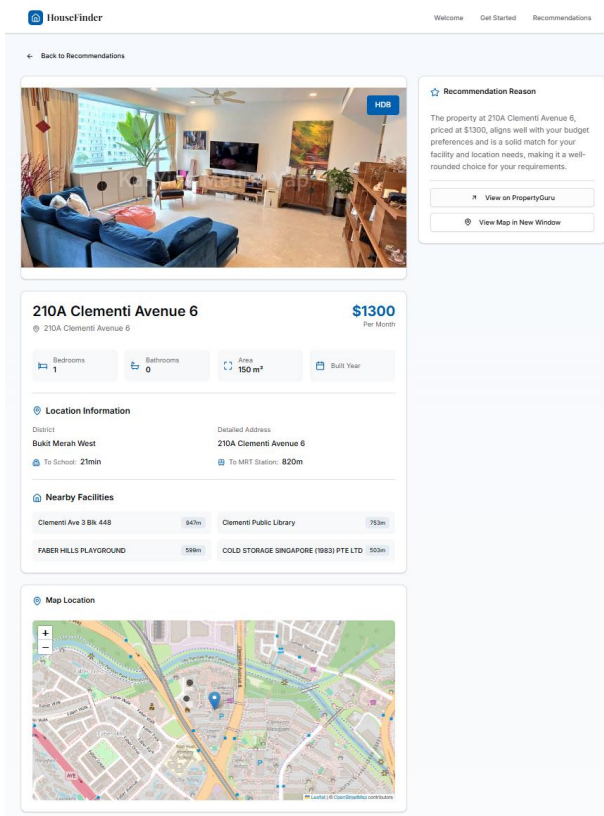 HouseFinder
Welcome Get Started Recommendations
← Back to Recommendations
HDB
Recommendation Reason
The property at 210A Clementi Avenue 6,
priced at $1300, aligns well with your budget
preferences and is a solid match for your
facility and location needs, making it a well-
rounded choice for your requirements.
View on PropertyGuru
View Map in New Window
210A Clementi Avenue 6
$1300
210A Clementi Avenue 6
Per Month
Bedrooms
1
Bathrooms
0
Area
150 m²
Built Year
Location Information
District
Bukit Merah West
Detailed Address
210A Clementi Avenue 6
To School: 21min
To MRT Station: 820m
Nearby Facilities
Clementi Ave 3 Blk 448 947m
Clementi Public Library 753m
FABER HILLS PLAYGROUND 599m
COLD STORAGE SINGAPORE (1983) PTE LTD 503m
Map Location
+
−
Clementi Avenue 6
Faber Walk
AYE
P
P
Leaflet | © OpenStreetMap contributors